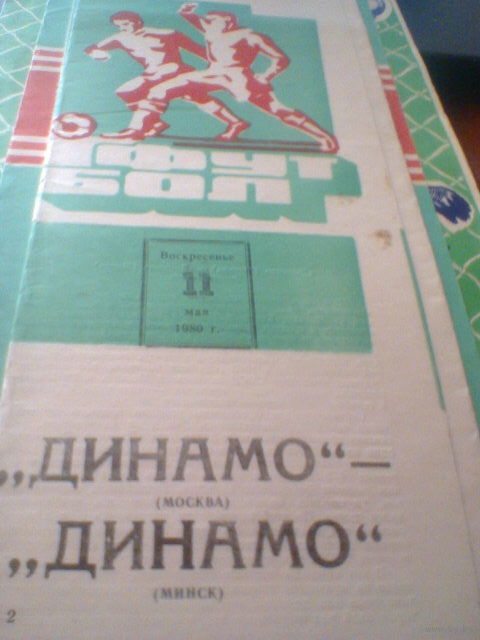 ФУТ
БОЛ
Воскресенье
11
мая
1980 г.
„ДИНАМО“—
(МОСКВА)
„ДИНАМО“
(МИНСК)
2